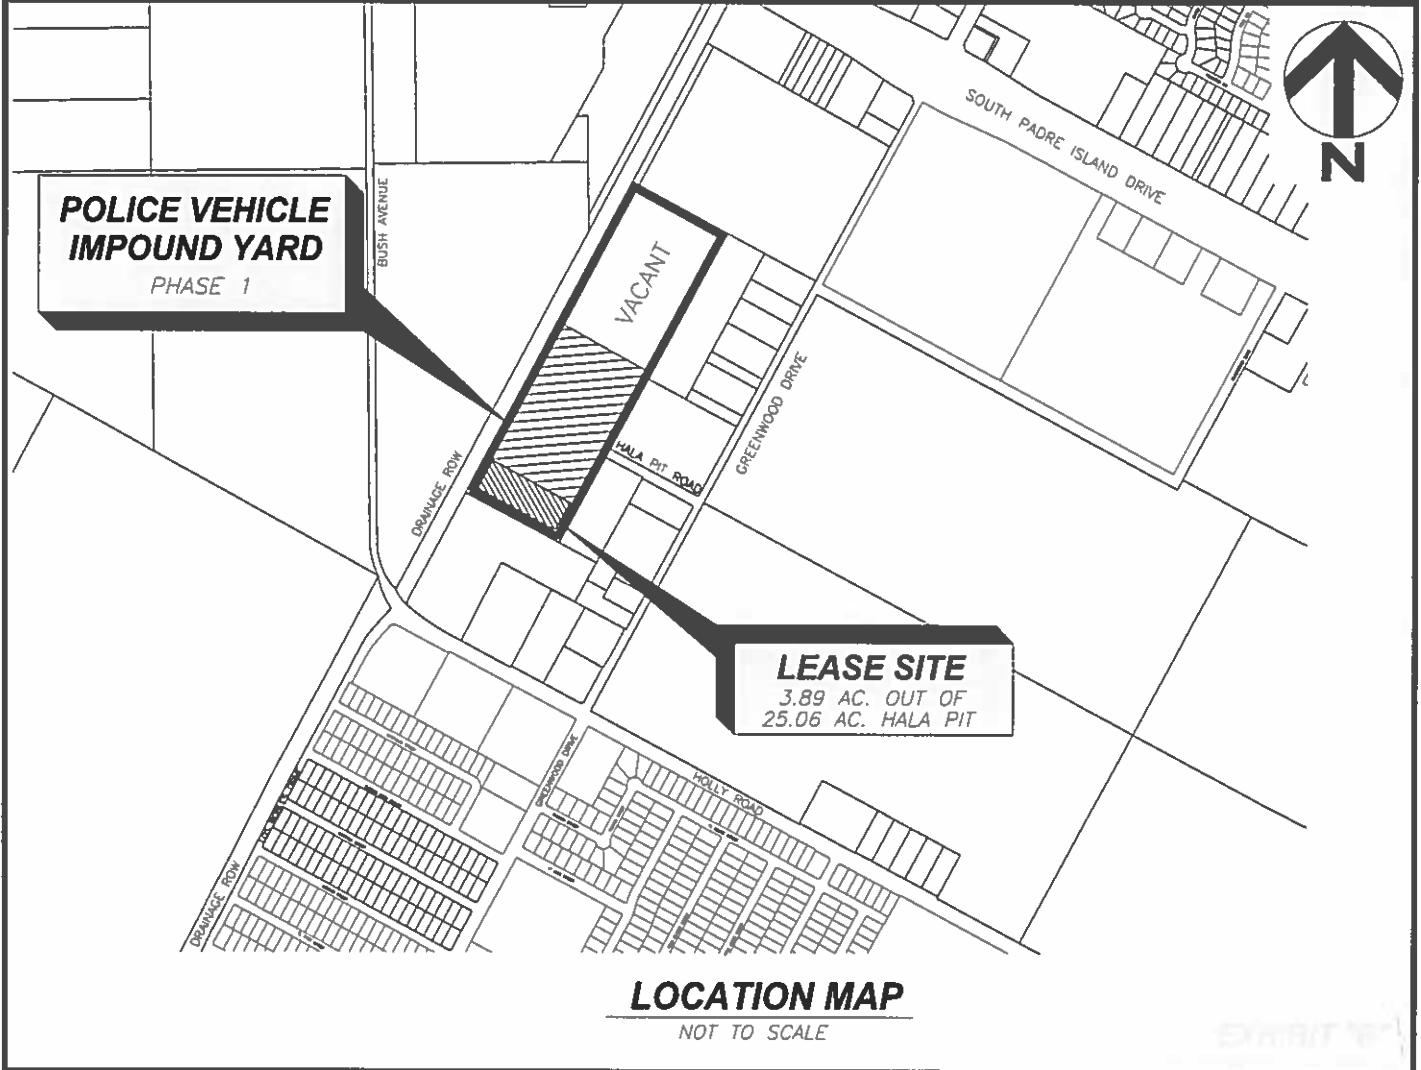 SOUTH PADRE ISLAND DRIVE
N
POLICE VEHICLE
IMPOUND YARD
PHASE 1
BUSH AVENUE
VACANT
GREENWOOD DRIVE
HALA PIT ROAD
DRAINAGE ROW
LEASE SITE
3.89 AC. OUT OF
25.06 AC. HALA PIT
GREENWOOD DRIVE
HOLLY ROAD
DRAINAGE ROW
LOCATION MAP
NOT TO SCALE